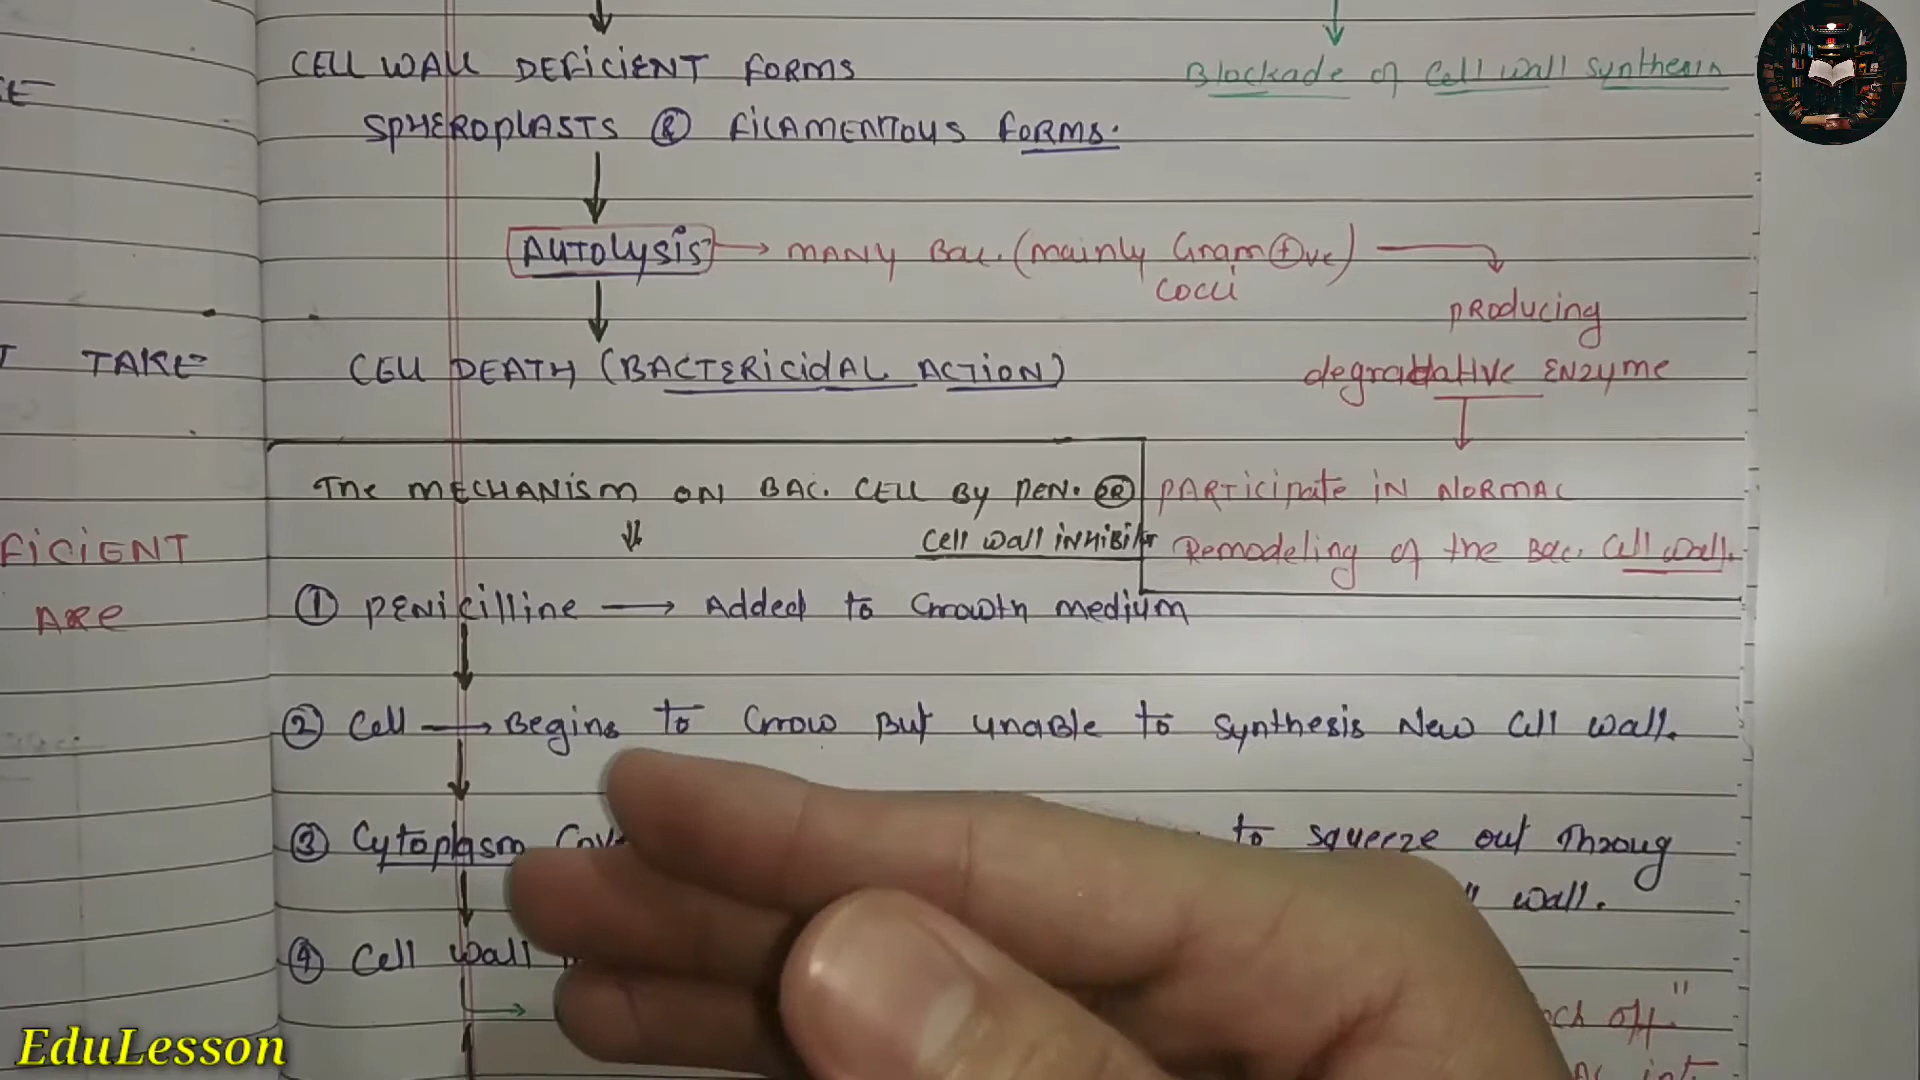 CELL WALL DEFICIENT FORMS
SPHEROPLASTS & FILAMENTOUS FORMS.
Blockade of Cell wall synthesis
AUTOLYSIS → MANY Bac. (mainly Gram ⊕ve)
cocci
producing
degradative ENZYME
PARTICIPATE IN NORMAL
Remodeling of the Bac. Cell wall.
CELL DEATH (BACTERICIDAL ACTION)
The MECHANISM ON BAC. CELL BY PEN. OR
Cell wall inhibitor
① PENICILLINE → Added to Growth medium
② Cell → Begins to Grow But unable to synthesis New Cell wall.
③ Cytoplasm to squeeze out Throug
wall.
④ Cell wall
off"
TAKE
FICIENT
ARE
EduLesson